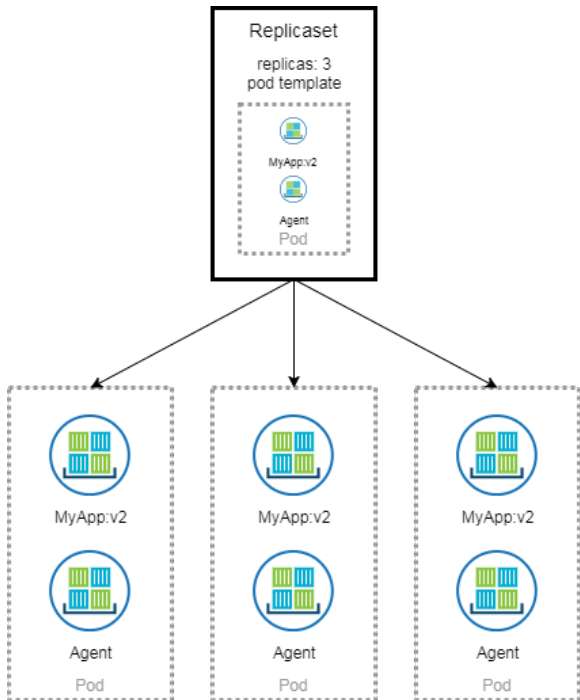 Replicaset
replicas: 3
pod template
MyApp:v2
Agent
Pod
MyApp:v2
MyApp:v2
MyApp:v2
Agent
Agent
Agent
Pod
Pod
Pod